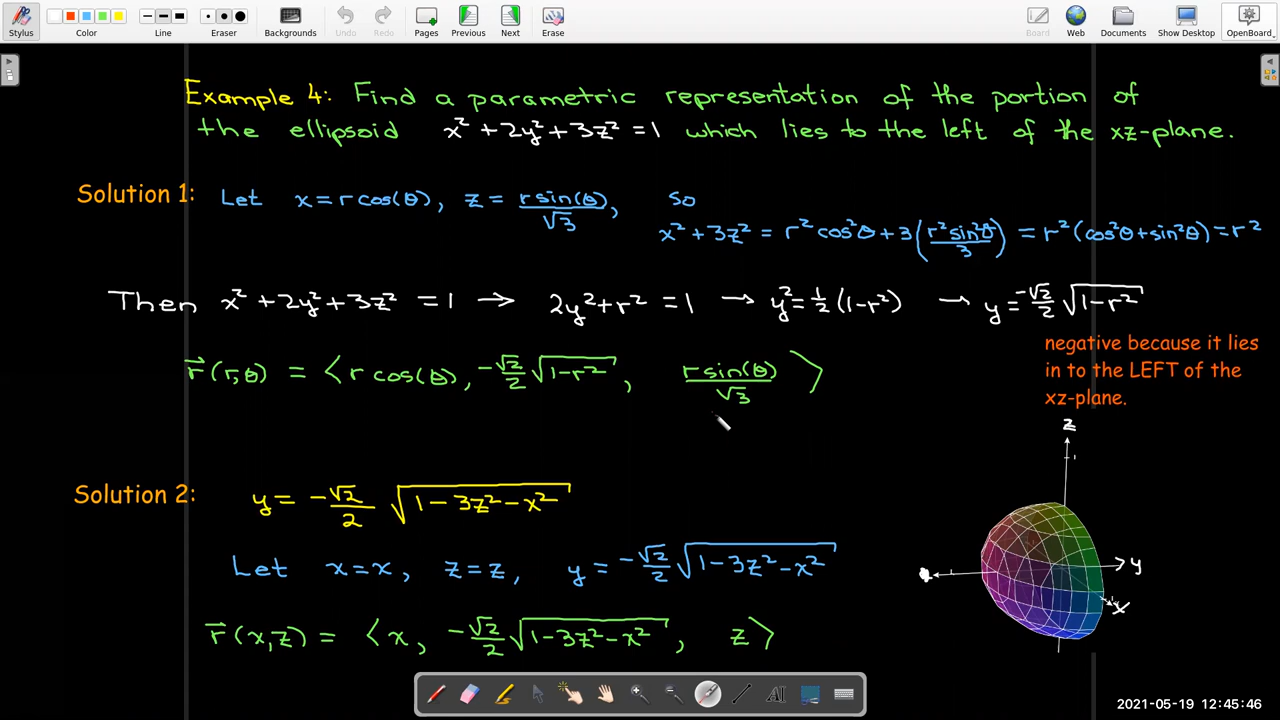 Stylus Color Line Eraser Backgrounds Undo Redo Pages Previous Next Erase Board Web Documents Show Desktop OpenBoard
Example 4: Find a parametric representation of the portion of
the ellipsoid x² + 2y² + 3z² = 1 which lies to the left of the xz-plane.
Solution 1: Let x = r cos(θ), z = r sin(θ)/√3, so
x² + 3z² = r² cos²θ + 3(r² sin²θ/3) = r²(cos²θ + sin²θ) = r²
Then x² + 2y² + 3z² = 1 → 2y² + r² = 1 → y² = ½(1-r²) → y = -√2/2 √(1-r²)
negative because it lies
in to the LEFT of the
xz-plane.
r⃗(r,θ) = ⟨r cos(θ), -√2/2 √(1-r²), r sin(θ)/√3⟩
z
Solution 2: y = -√2/2 √(1-3z²-x²)
Let x=x, z=z, y = -√2/2 √(1-3z²-x²)
y
x
r⃗(x,z) = ⟨x, -√2/2 √(1-3z²-x²), z⟩
2021-05-19 12:45:46